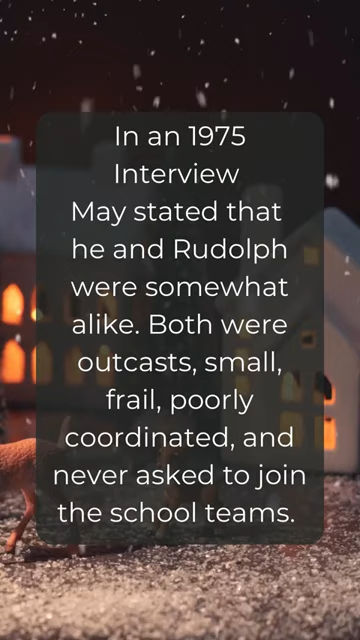 In an 1975
Interview
May stated that
he and Rudolph
were somewhat
alike. Both were
outcasts, small,
frail, poorly
coordinated, and
never asked to join
the school teams.